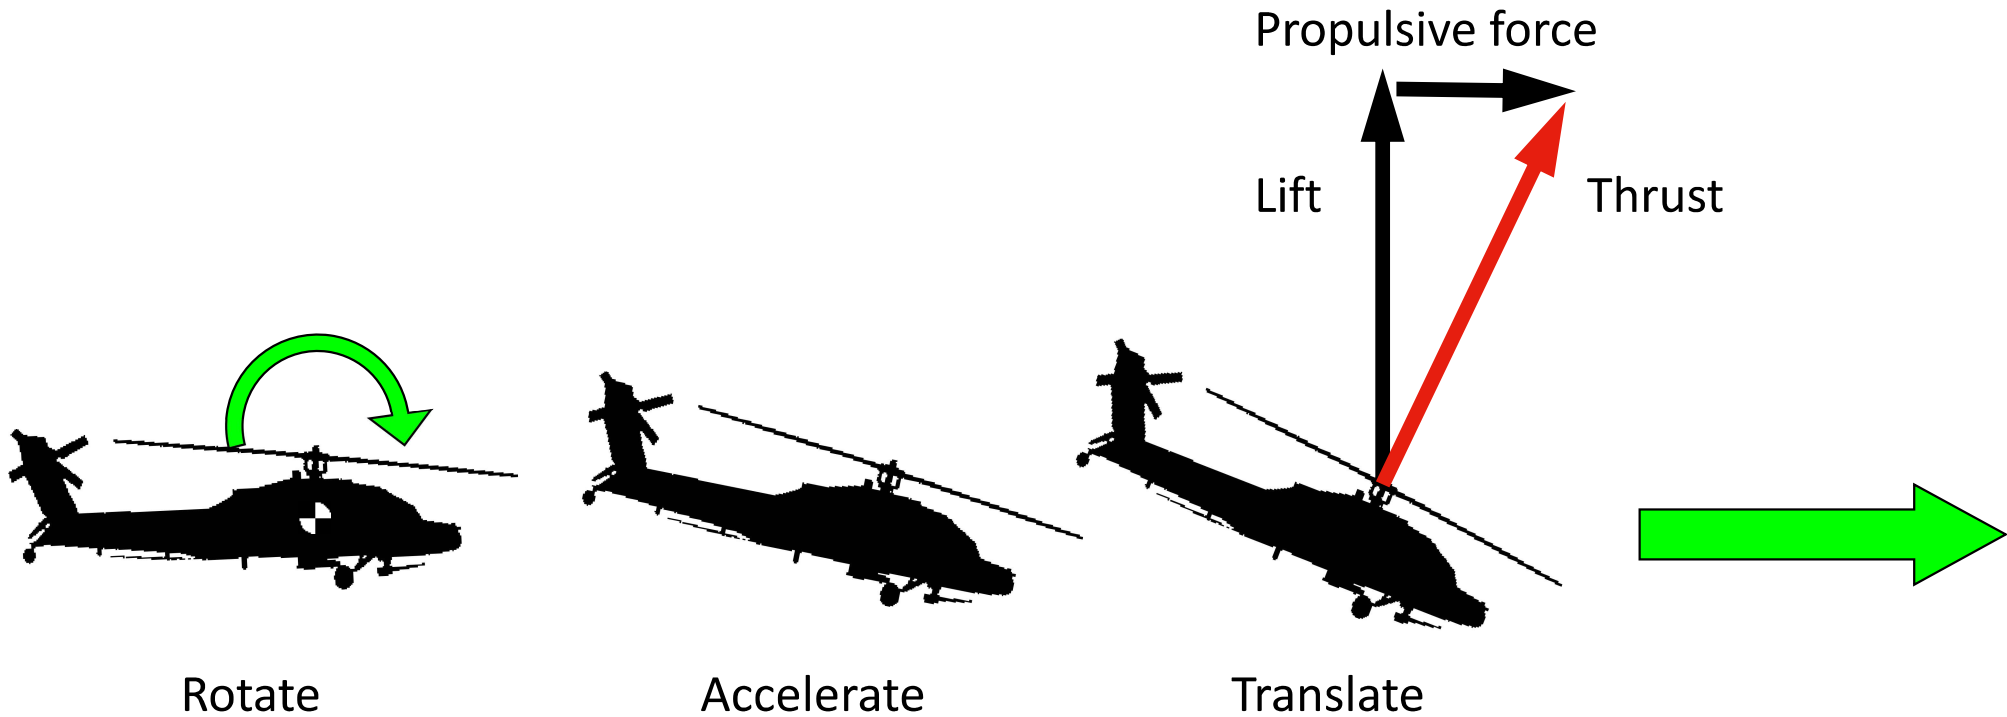 Propulsive force
Lift
Thrust
Rotate
Accelerate
Translate